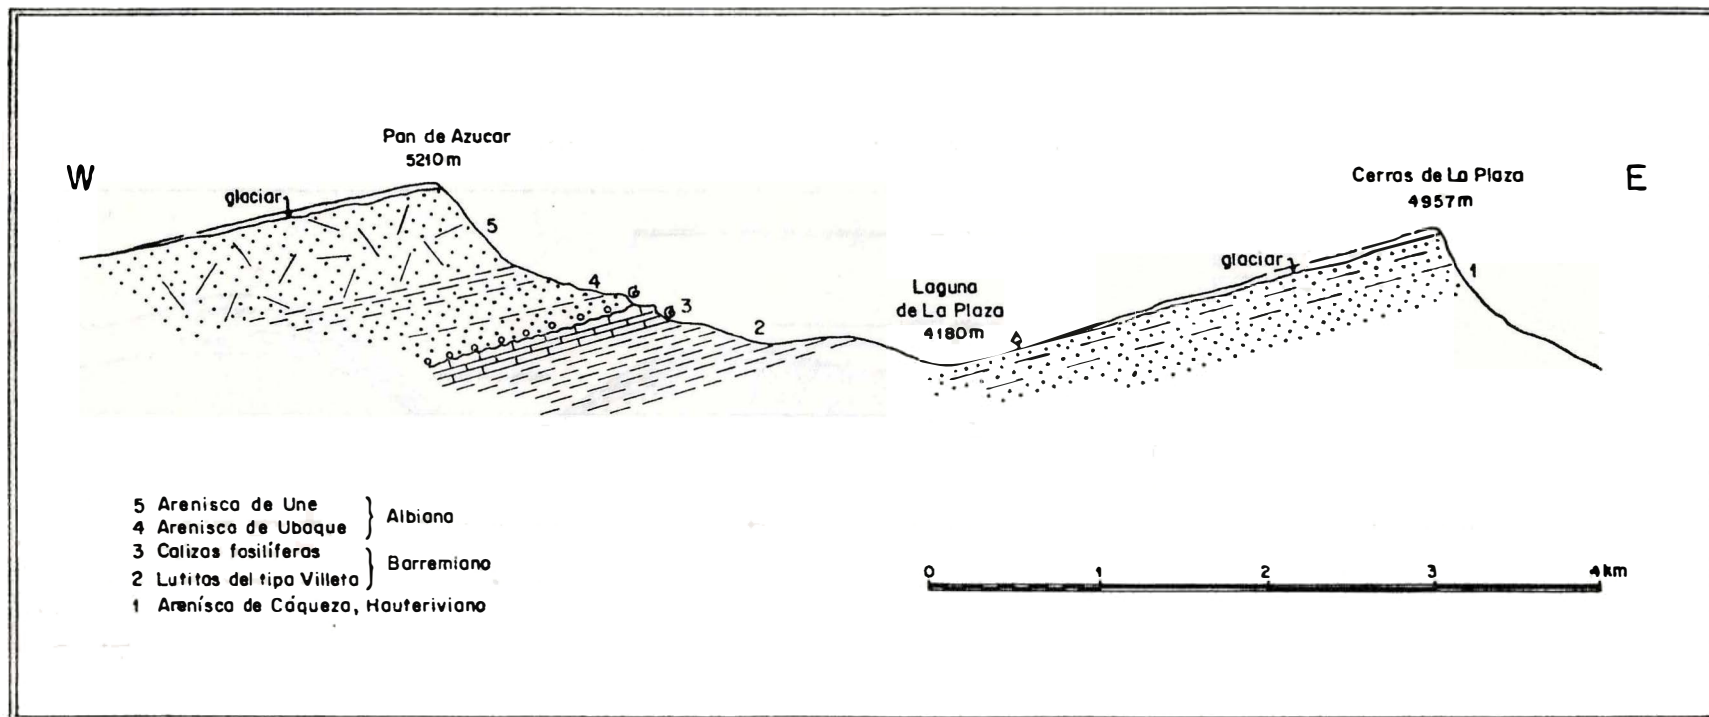 Pan de Azucar
5210m
W
glaciar
5
4
3
2
Laguna
de La Plaza
4180m
Cerros de La Plaza
4957m
E
glaciar
1
5 Arenisca de Une
4 Arenisca de Ubaque
Albiano
3 Calizas fosilíferas
2 Lutitas del tipo Villeta
Barremiano
1 Arenisca de Cáqueza, Hauteriviano
0 1 2 3 4 km